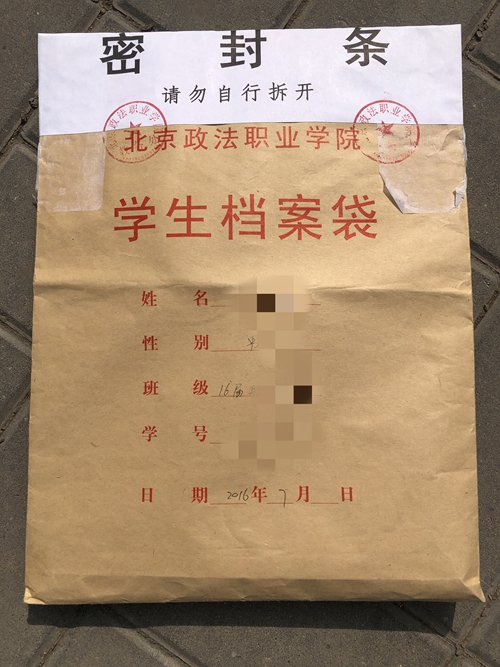 密封条
请勿自行拆开
北京政法职业学院
学生档案袋
姓名
性别
班级 16届
学号
日期 2016年7月 日